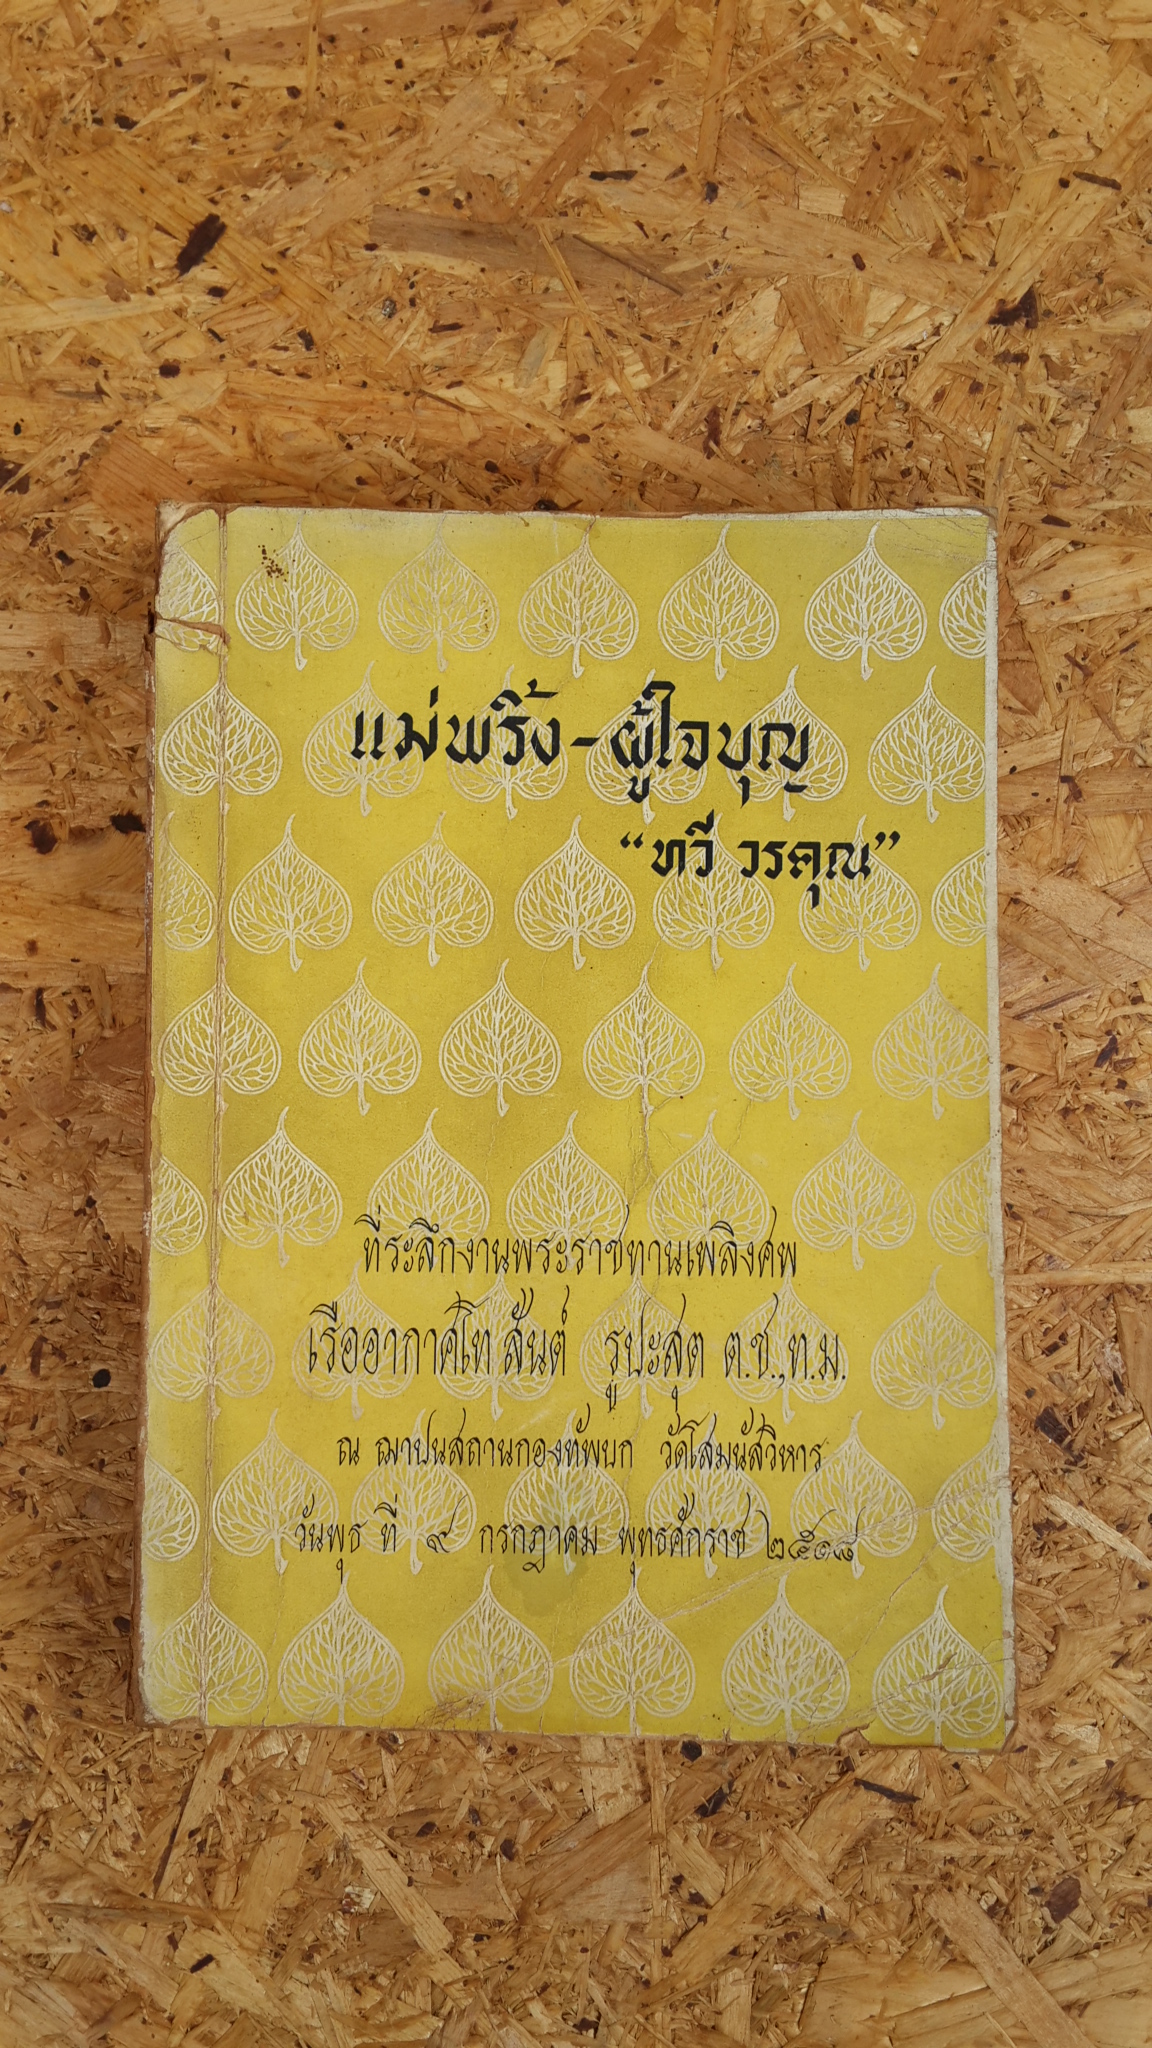 แม่พริ้ง-ผู้ใจบุญ
“ทวี วรคุณ”
ที่ระลึกงานพระราชทานเพลิงศพ
เรืออากาศโท สันต์ รูปะสุต ต.ช.,ท.ม.
ณ ฌาปนสถานกองทัพบก วัดโสมนัสวิหาร
วันพุธ ที่ ๙ กรกฎาคม พุทธศักราช ๒๕๑๘